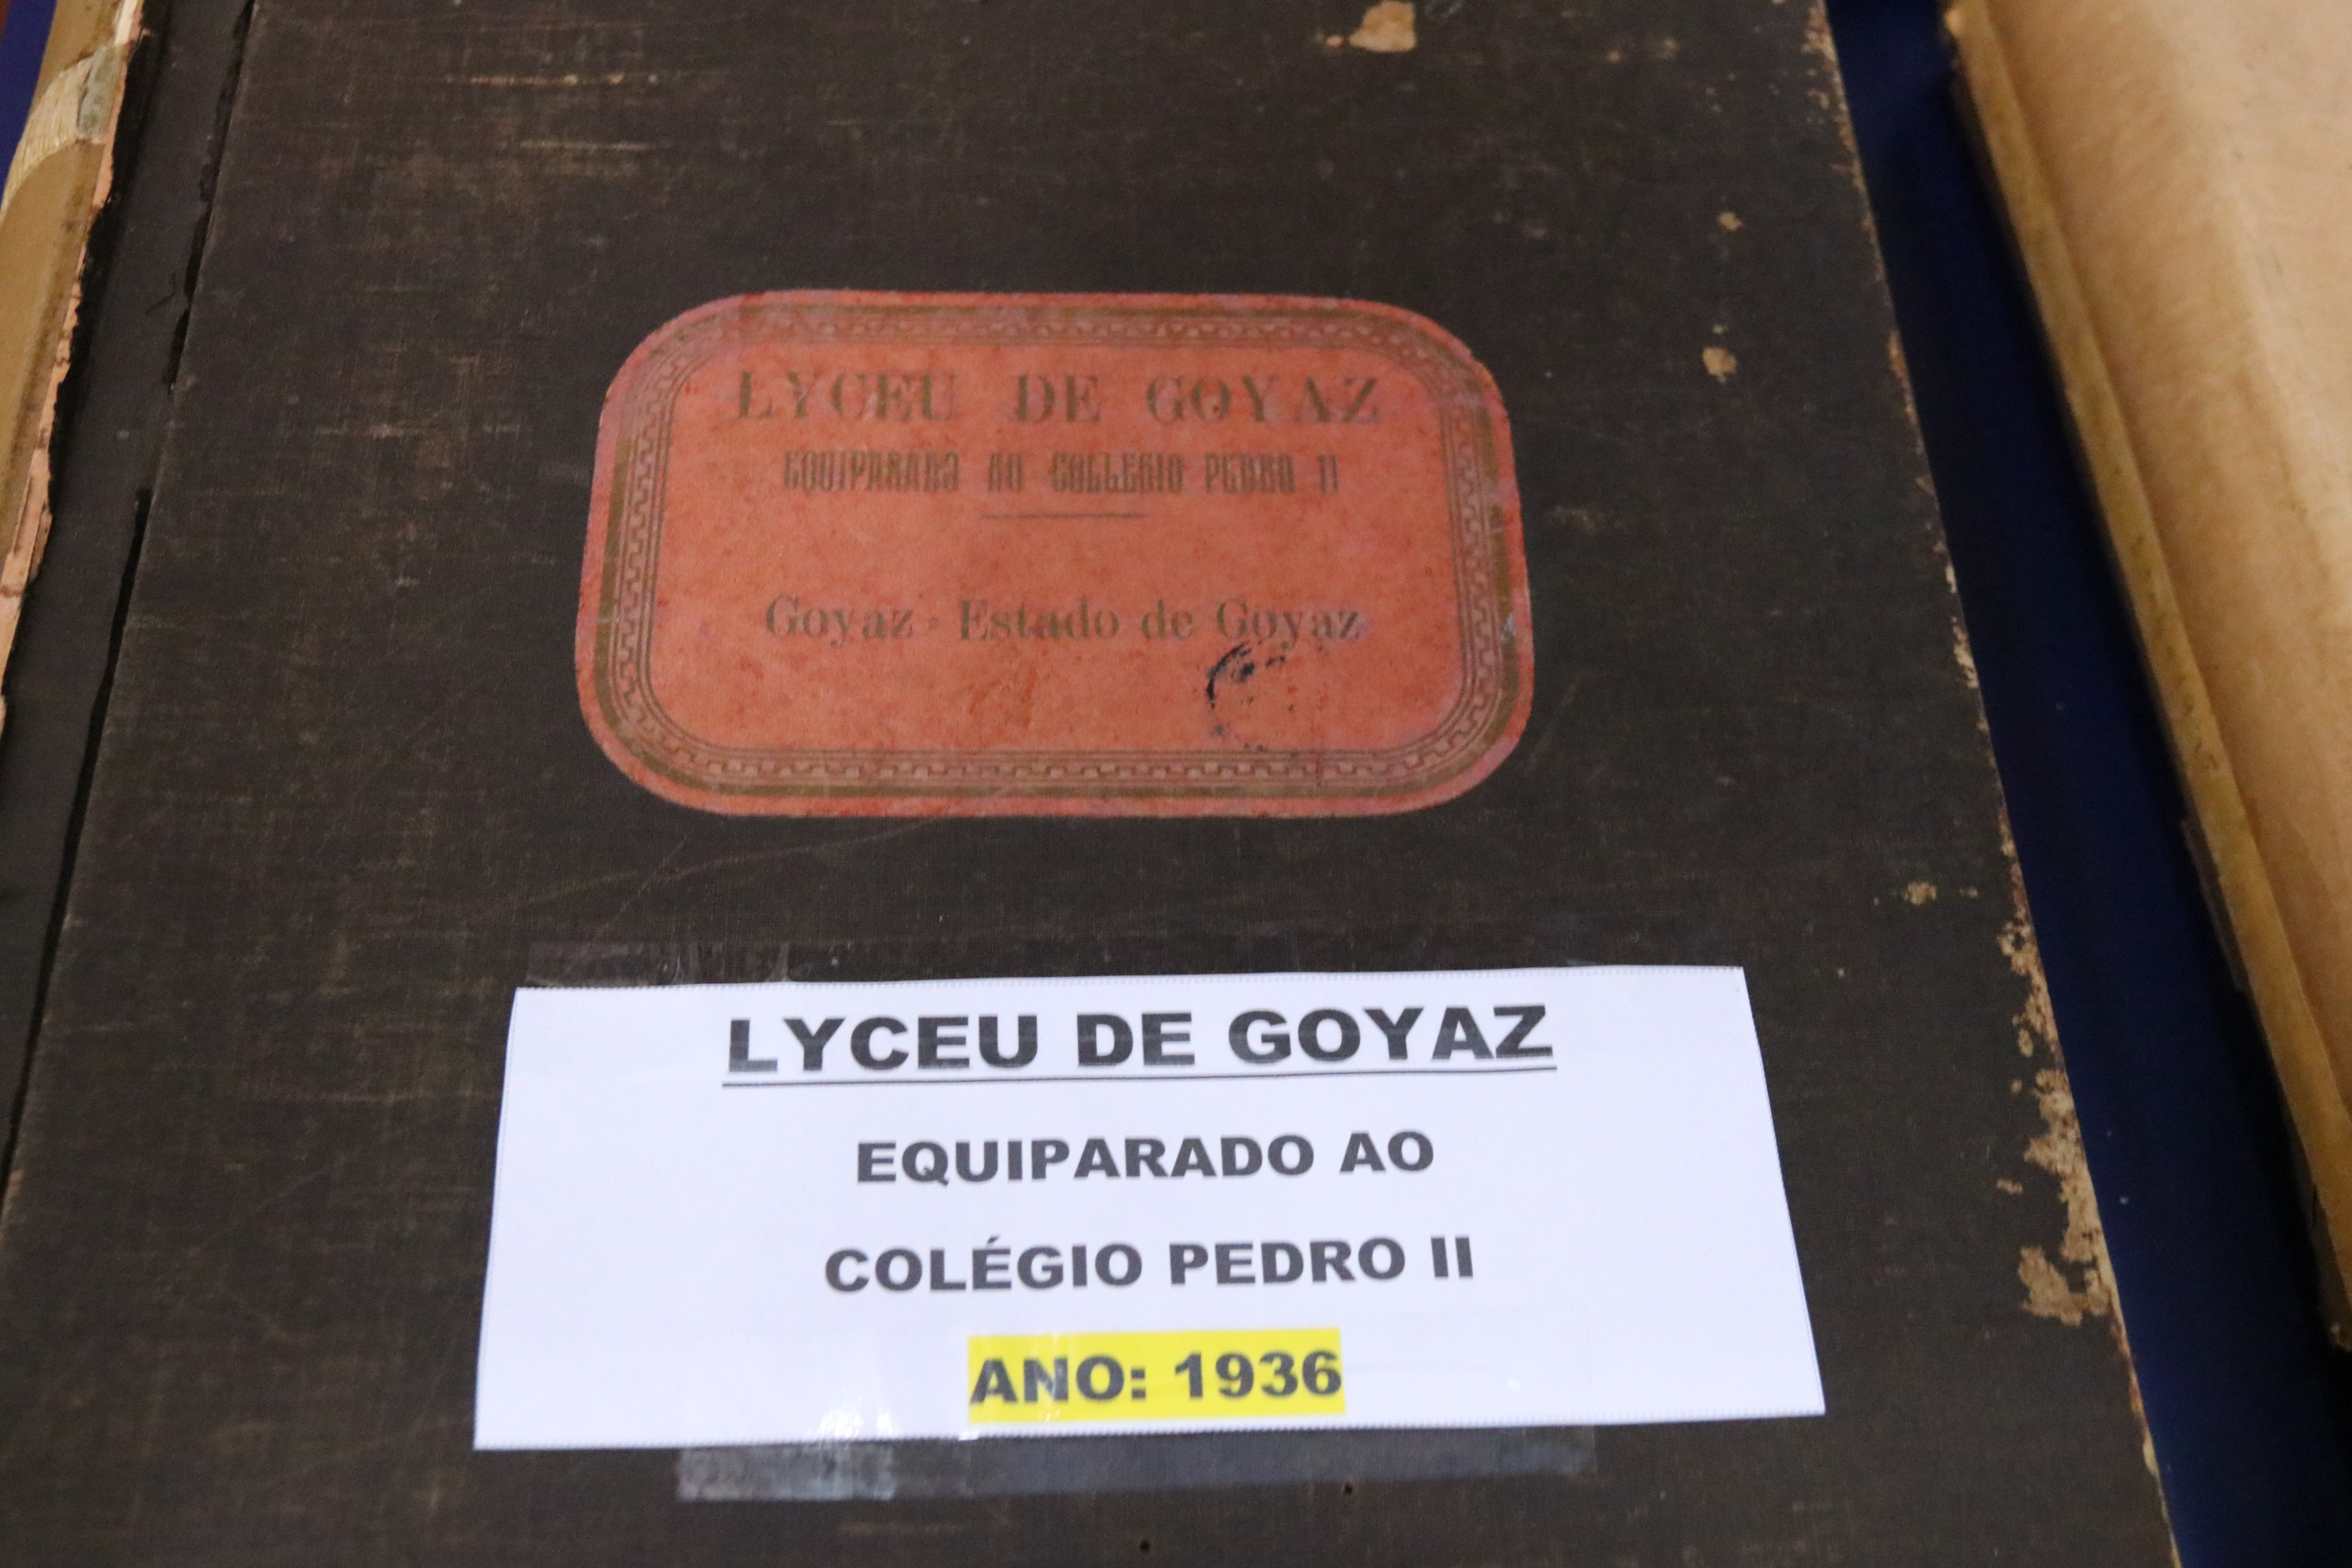 LYCEU DE GOYAZ
EQUIPARADO AO COLLEGIO PEDRO II
Goyaz - Estado de Goyaz
LYCEU DE GOYAZ
EQUIPARADO AO
COLÉGIO PEDRO II
ANO: 1936